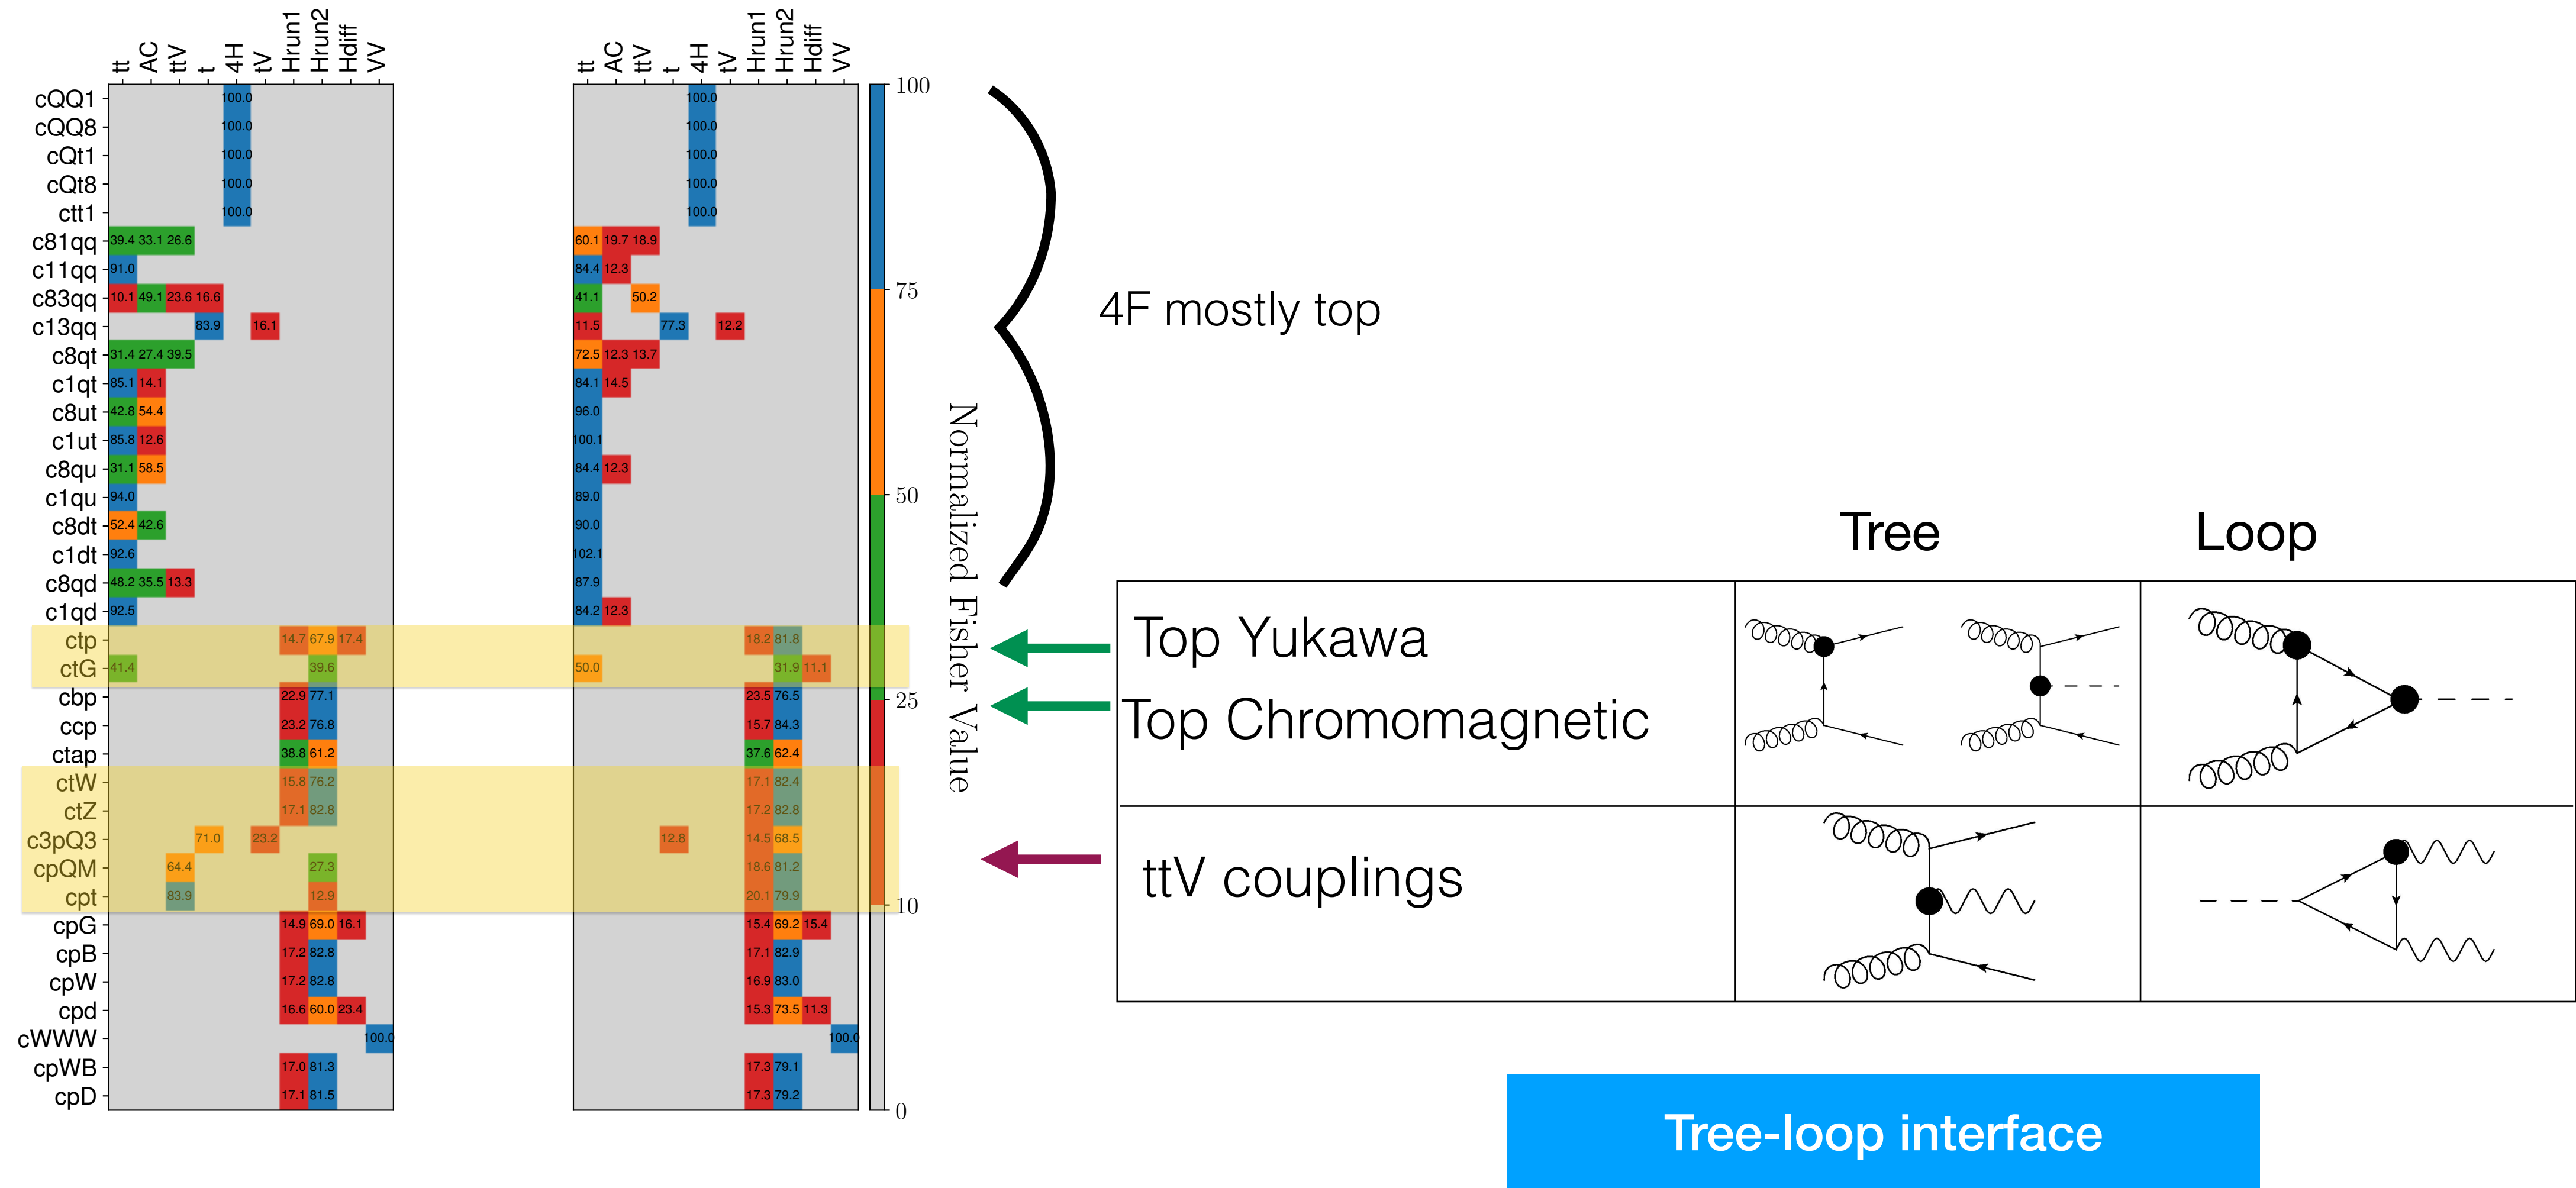 tt AC ttV t 4H tV Hrun1 Hrun2 Hdiff VV
tt AC ttV t 4H tV Hrun1 Hrun2 Hdiff VV
cQQ1 100.0 100.0
cQQ8 100.0 100.0
cQt1 100.0 100.0
cQt8 100.0 100.0
ctt1 100.0 100.0
c81qq 39.4 33.1 26.6 60.1 19.7 18.9
c11qq 91.0 84.4 12.3
c83qq 10.1 49.1 23.6 16.6 41.1 50.2
c13qq 83.9 16.1 11.5 77.3 12.2
c8qt 31.4 27.4 39.5 72.5 12.3 13.7
c1qt 85.1 14.1 84.1 14.5
c8ut 42.8 54.4 96.0
c1ut 85.8 12.6 100.1
c8qu 31.1 58.5 84.4 12.3
c1qu 94.0 89.0
c8dt 52.4 42.6 90.0
c1dt 92.6 102.1
c8qd 48.2 35.5 13.3 87.9
c1qd 92.5 84.2 12.3
ctp 14.7 67.9 17.4 18.2 81.8
ctG 41.4 39.6 50.0 31.9 11.1
cbp 22.9 77.1 23.5 76.5
ccp 23.2 76.8 15.7 84.3
ctap 38.8 61.2 37.6 62.4
ctW 15.8 76.2 17.1 82.4
ctZ 17.1 82.8 17.2 82.8
c3pQ3 71.0 23.2 12.8 14.5 68.5
cpQM 64.4 27.3 18.6 81.2
cpt 83.9 12.9 20.1 79.9
cpG 14.9 69.0 16.1 15.4 69.2 15.4
cpB 17.2 82.8 17.1 82.9
cpW 17.2 82.8 16.9 83.0
cpd 16.6 60.0 23.4 15.3 73.5 11.3
cWWW 100.0 100.0
cpWB 17.0 81.3 17.3 79.1
cpD 17.1 81.5 17.3 79.2
100
75
50
25
10
0
Normalized Fisher Value
4F mostly top
Tree Loop
Top Yukawa
Top Chromomagnetic
ttV couplings
Tree-loop interface